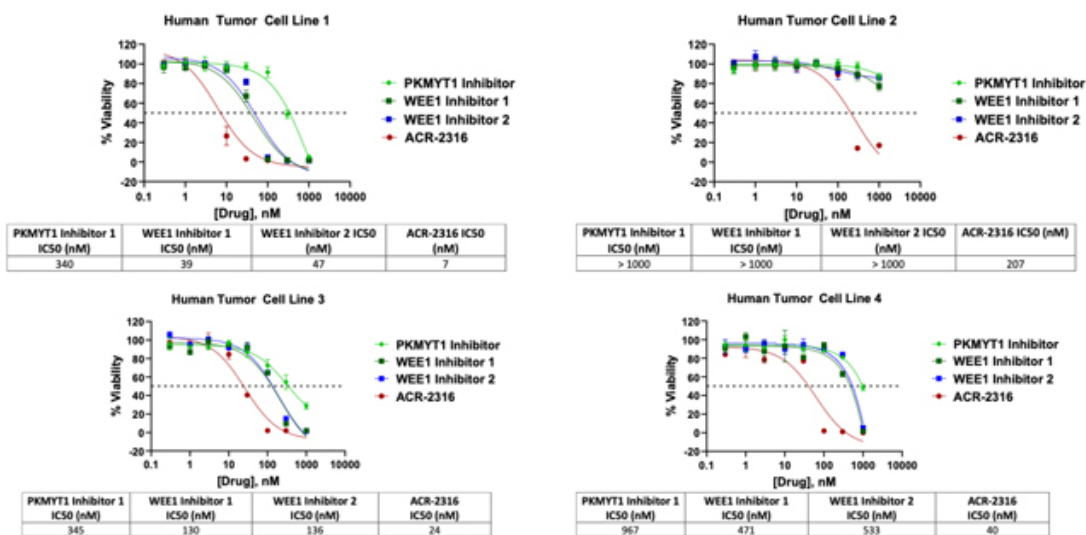 Human Tumor Cell Line 1
120
100
80
60
40
20
0
-20
% Viability
0.1 1 10 100 1000 10000
[Drug], nM
PKMYT1 Inhibitor
WEE1 Inhibitor 1
WEE1 Inhibitor 2
ACR-2316
PKMYT1 Inhibitor 1 IC50 (nM) WEE1 Inhibitor 1 IC50 (nM) WEE1 Inhibitor 2 IC50 (nM) ACR-2316 IC50 (nM)
340 39 47 7
Human Tumor Cell Line 2
120
100
80
60
40
20
0
-20
% Viability
0.1 1 10 100 1000 10000
[Drug], nM
PKMYT1 Inhibitor
WEE1 Inhibitor 1
WEE1 Inhibitor 2
ACR-2316
PKMYT1 Inhibitor 1 IC50 (nM) WEE1 Inhibitor 1 IC50 (nM) WEE1 Inhibitor 2 IC50 (nM) ACR-2316 IC50 (nM)
> 1000 > 1000 > 1000 207
Human Tumor Cell Line 3
120
100
80
60
40
20
0
-20
% Viability
0.1 1 10 100 1000 10000
[Drug], nM
PKMYT1 Inhibitor
WEE1 Inhibitor 1
WEE1 Inhibitor 2
ACR-2316
PKMYT1 Inhibitor 1 IC50 (nM) WEE1 Inhibitor 1 IC50 (nM) WEE1 Inhibitor 2 IC50 (nM) ACR-2316 IC50 (nM)
345 130 136 24
Human Tumor Cell Line 4
120
100
80
60
40
20
0
-20
% Viability
0.1 1 10 100 1000 10000
[Drug], nM
PKMYT1 Inhibitor
WEE1 Inhibitor 1
WEE1 Inhibitor 2
ACR-2316
PKMYT1 Inhibitor 1 IC50 (nM) WEE1 Inhibitor 1 IC50 (nM) WEE1 Inhibitor 2 IC50 (nM) ACR-2316 IC50 (nM)
967 471 533 40